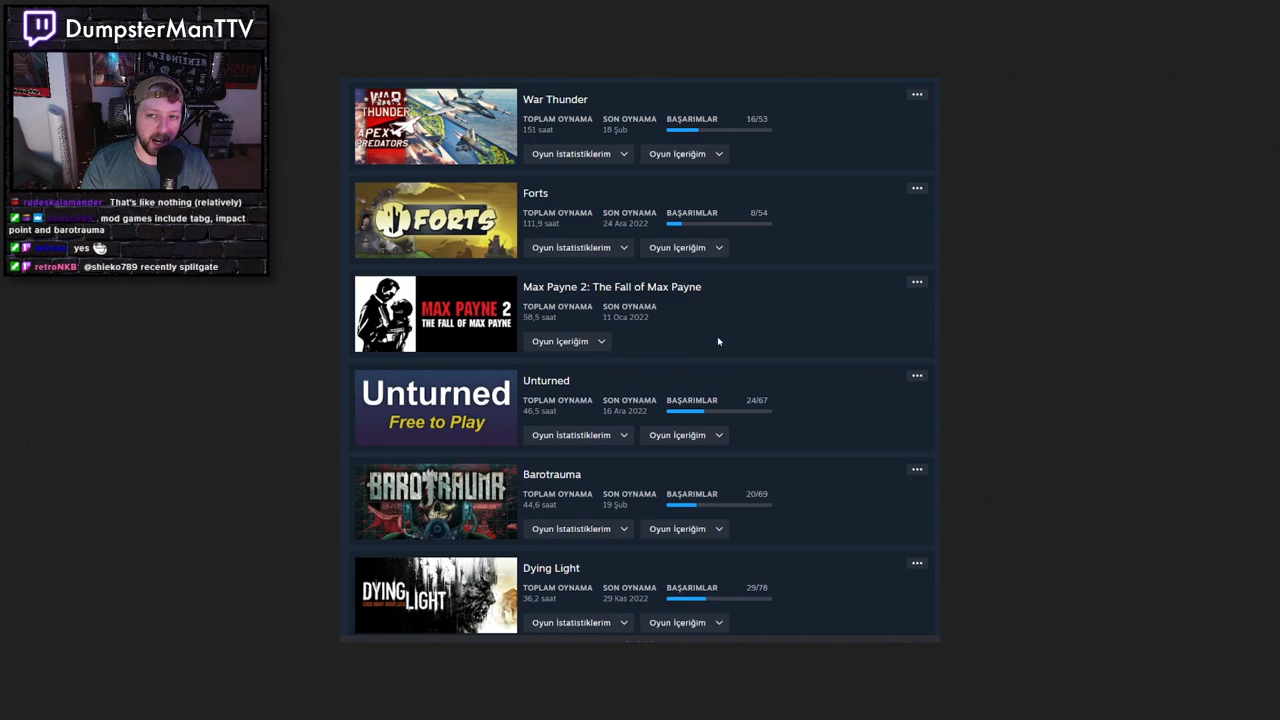 DumpsterManTTV
rudeskalamander That's like nothing (relatively)
mod games include tabg, impact
point and barotrauma
yes
retroNKB: @shieko789 recently splitgate
WAR
THUNDER
APEX
PREDATORS
War Thunder
TOPLAM OYNAMA SON OYNAMA BAŞARIMLAR 16/53
151 saat 18 Şub
Oyun İstatistiklerim Oyun İçeriğim
FORTS
Forts
TOPLAM OYNAMA SON OYNAMA BAŞARIMLAR 8/54
111,9 saat 24 Ara 2022
Oyun İstatistiklerim Oyun İçeriğim
MAX PAYNE 2
THE FALL OF MAX PAYNE
Max Payne 2: The Fall of Max Payne
TOPLAM OYNAMA SON OYNAMA
58,5 saat 11 Oca 2022
Oyun İçeriğim
Unturned
Free to Play
Unturned
TOPLAM OYNAMA SON OYNAMA BAŞARIMLAR 24/67
46,5 saat 16 Ara 2022
Oyun İstatistiklerim Oyun İçeriğim
BAROTRAUMA
Barotrauma
TOPLAM OYNAMA SON OYNAMA BAŞARIMLAR 20/69
44,6 saat 19 Şub
Oyun İstatistiklerim Oyun İçeriğim
DYING LIGHT
Dying Light
TOPLAM OYNAMA SON OYNAMA BAŞARIMLAR 29/78
36,2 saat 29 Kas 2022
Oyun İstatistiklerim Oyun İçeriğim